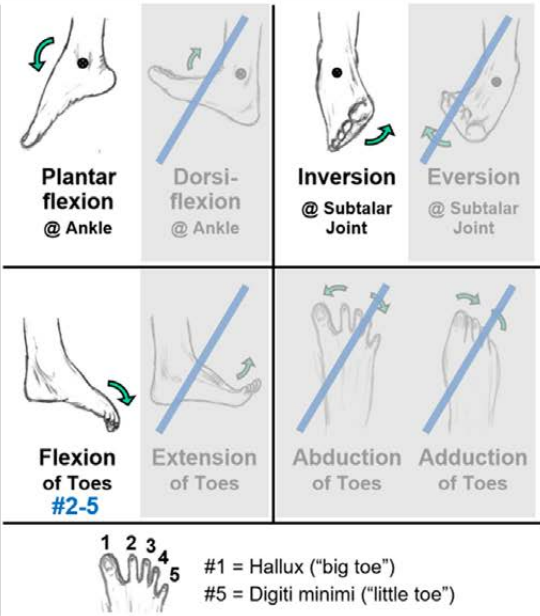 Plantar
flexion
@ Ankle
Dorsi-
flexion
@ Ankle
Inversion
@ Subtalar
Joint
Eversion
@ Subtalar
Joint
Flexion
of Toes
#2-5
Extension
of Toes
Abduction
of Toes
Adduction
of Toes
1 2 3 4 5
#1 = Hallux (“big toe”)
#5 = Digiti minimi (“little toe”)